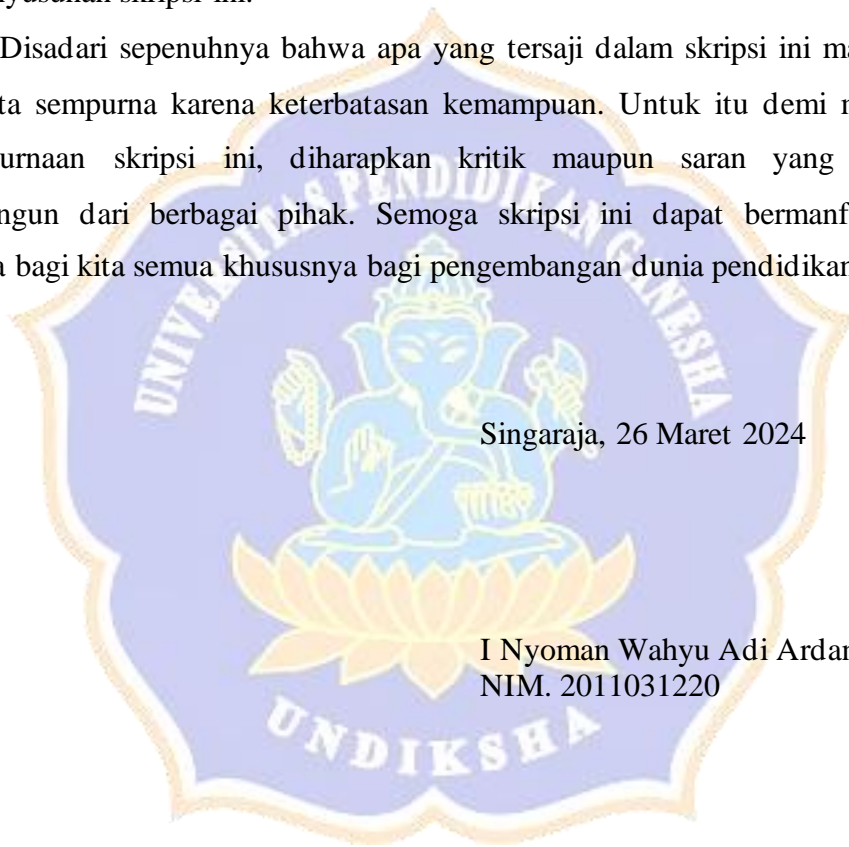 yusunan skripsi ini.
Disadari sepenuhnya bahwa apa yang tersaji dalam skripsi ini ma
ta sempurna karena keterbatasan kemampuan. Untuk itu demi
urnaan skripsi ini, diharapkan kritik maupun saran yang
ngun dari berbagai pihak. Semoga skripsi ini dapat bermanf
a bagi kita semua khususnya bagi pengembangan dunia pendidikan
UNIVERSITAS PENDIDIKAN GANESHA
Singaraja, 26 Maret 2024
I Nyoman Wahyu Adi Ardan
NIM. 2011031220
UNDIKSHA